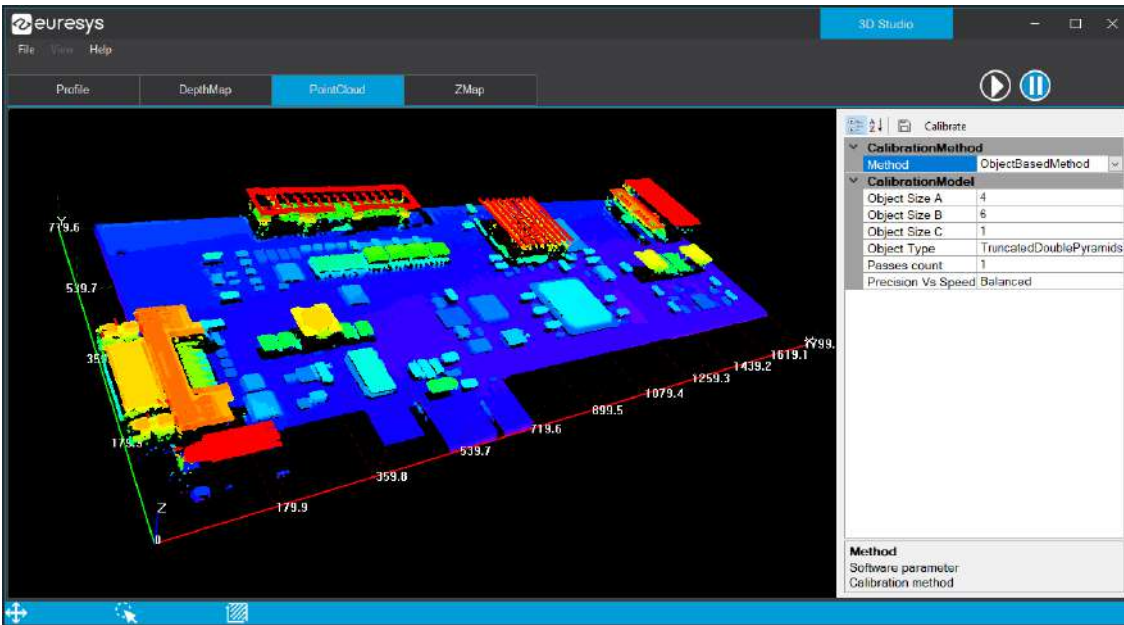 euresys
3D Studio
File View Help
Profile DepthMap PointCloud ZMap
Calibrate
CalibrationMethod
Method ObjectBasedMethod
CalibrationModel
Object Size A 4
Object Size B 6
Object Size C 1
Object Type TruncatedDoublePyramids
Passes count 1
Precision Vs Speed Balanced
Y
779.6
539.7
179.9
Z
0
179.9
359.8
539.7
719.6
899.5
1079.4
1259.3
1439.2
1619.1
Method
Software parameter
Calibration method